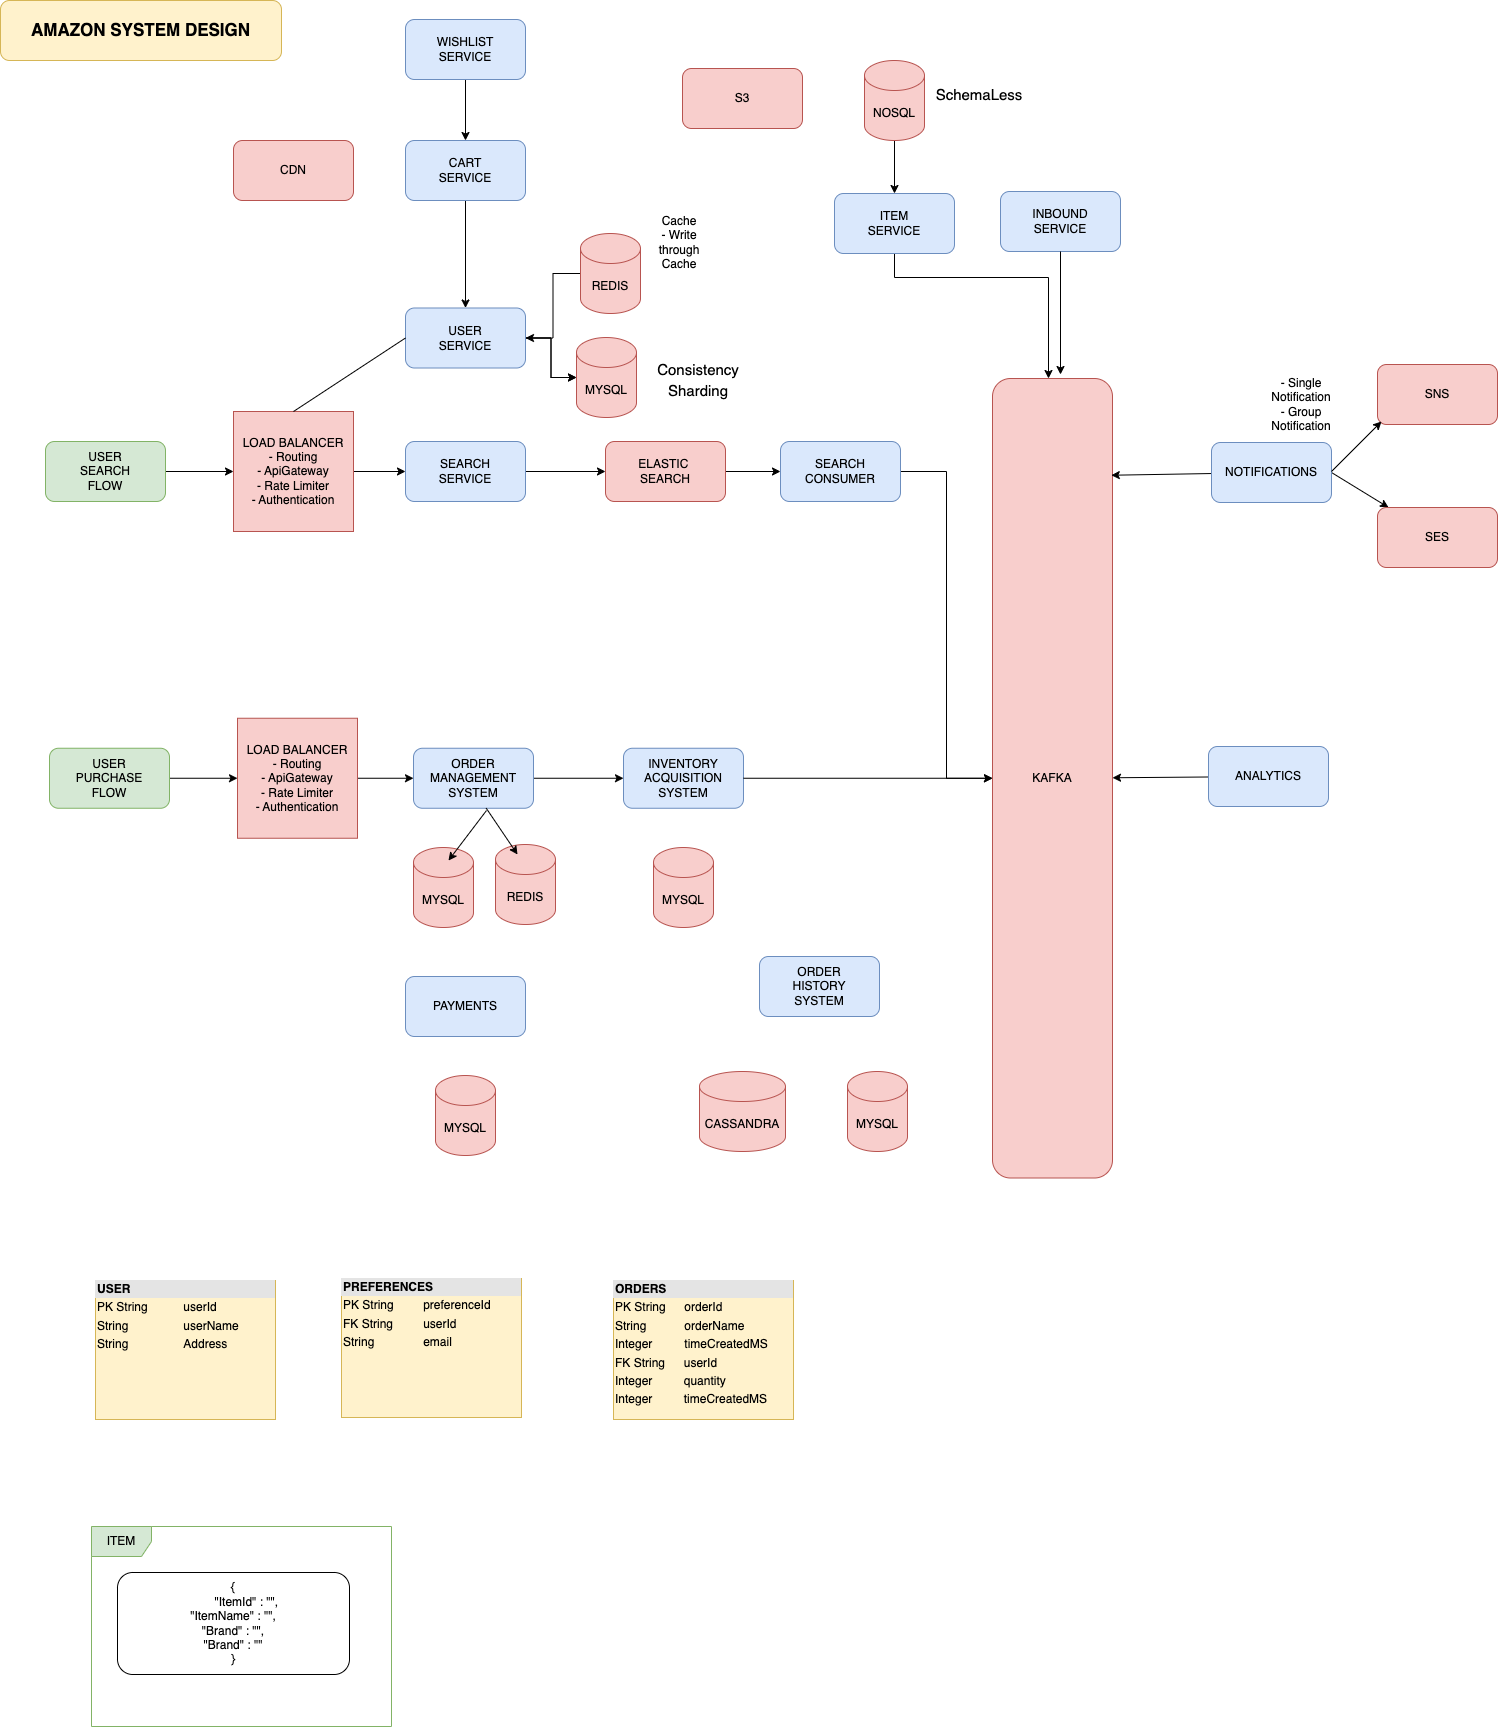 AMAZON SYSTEM DESIGN
WISHLIST
SERVICE
S3
NOSQL
SchemaLess
CDN
CART
SERVICE
ITEM
SERVICE
INBOUND
SERVICE
Cache
- Write
through
Cache
REDIS
USER
SERVICE
MYSQL
Consistency
Sharding
- Single
Notification
- Group
Notification
SNS
USER
SEARCH
FLOW
LOAD BALANCER
- Routing
- ApiGateway
- Rate Limiter
- Authentication
SEARCH
SERVICE
ELASTIC
SEARCH
SEARCH
CONSUMER
NOTIFICATIONS
SES
USER
PURCHASE
FLOW
LOAD BALANCER
- Routing
- ApiGateway
- Rate Limiter
- Authentication
ORDER
MANAGEMENT
SYSTEM
INVENTORY
ACQUISITION
SYSTEM
KAFKA
ANALYTICS
MYSQL
REDIS
MYSQL
PAYMENTS
ORDER
HISTORY
SYSTEM
MYSQL
CASSANDRA
MYSQL
USER
PK String userId
String userName
String Address
PREFERENCES
PK String preferenceId
FK String userId
String email
ORDERS
PK String orderId
String orderName
Integer timeCreatedMS
FK String userId
Integer quantity
Integer timeCreatedMS
ITEM
{
"ItemId" : "",
"ItemName" : "",
"Brand" : "",
"Brand" : ""
}